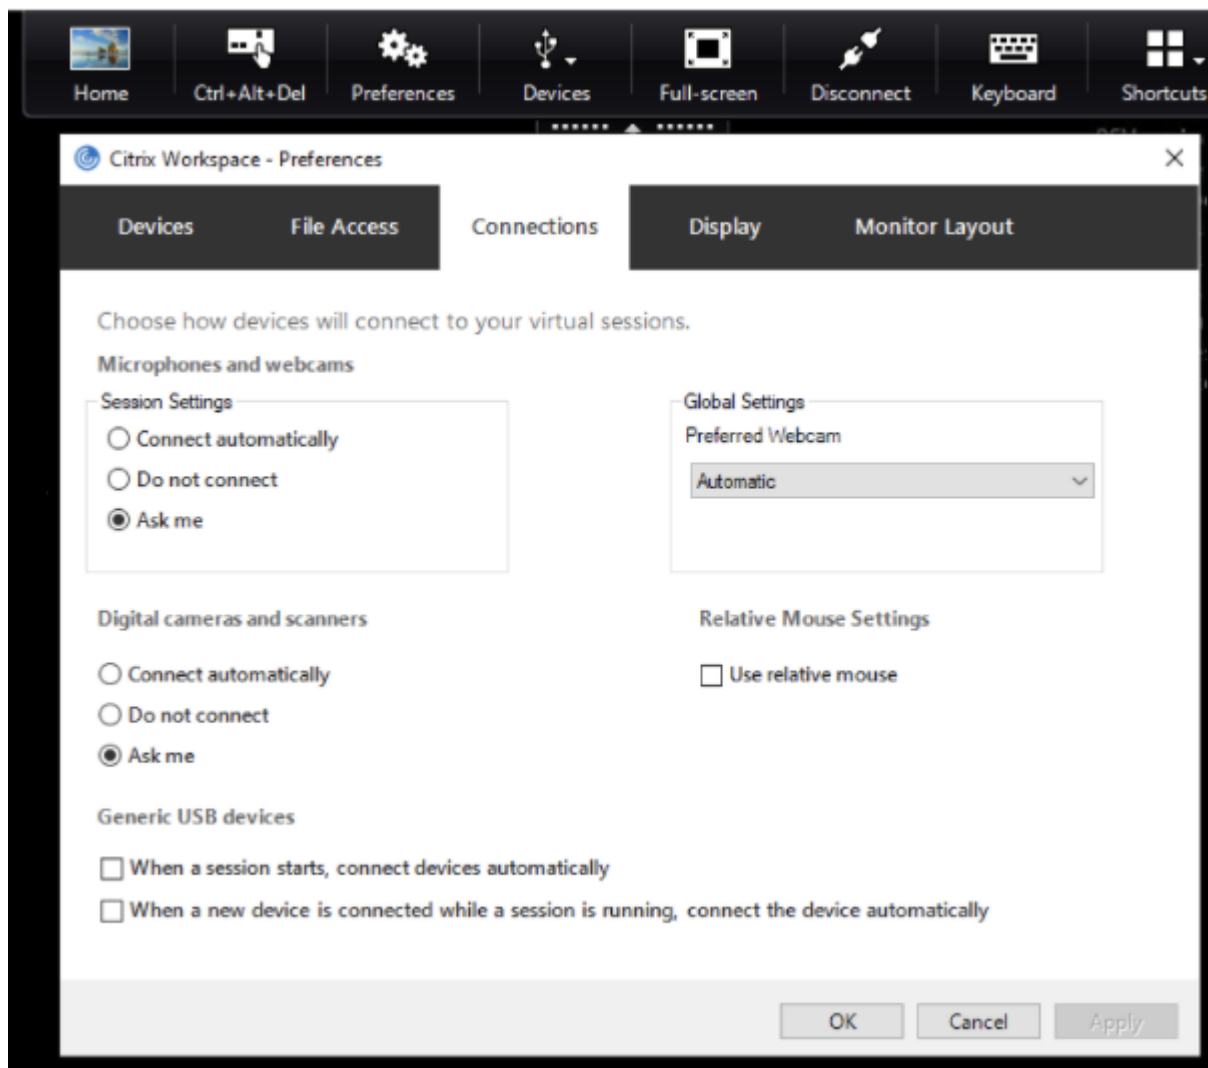 Home Ctrl+Alt+Del Preferences Devices Full-screen Disconnect Keyboard Shortcuts
Citrix Workspace - Preferences
Devices File Access Connections Display Monitor Layout
Choose how devices will connect to your virtual sessions.
Microphones and webcams
Session Settings
Connect automatically
Do not connect
Ask me
Global Settings
Preferred Webcam
Automatic
Digital cameras and scanners
Connect automatically
Do not connect
Ask me
Relative Mouse Settings
Use relative mouse
Generic USB devices
When a session starts, connect devices automatically
When a new device is connected while a session is running, connect the device automatically
OK Cancel Apply